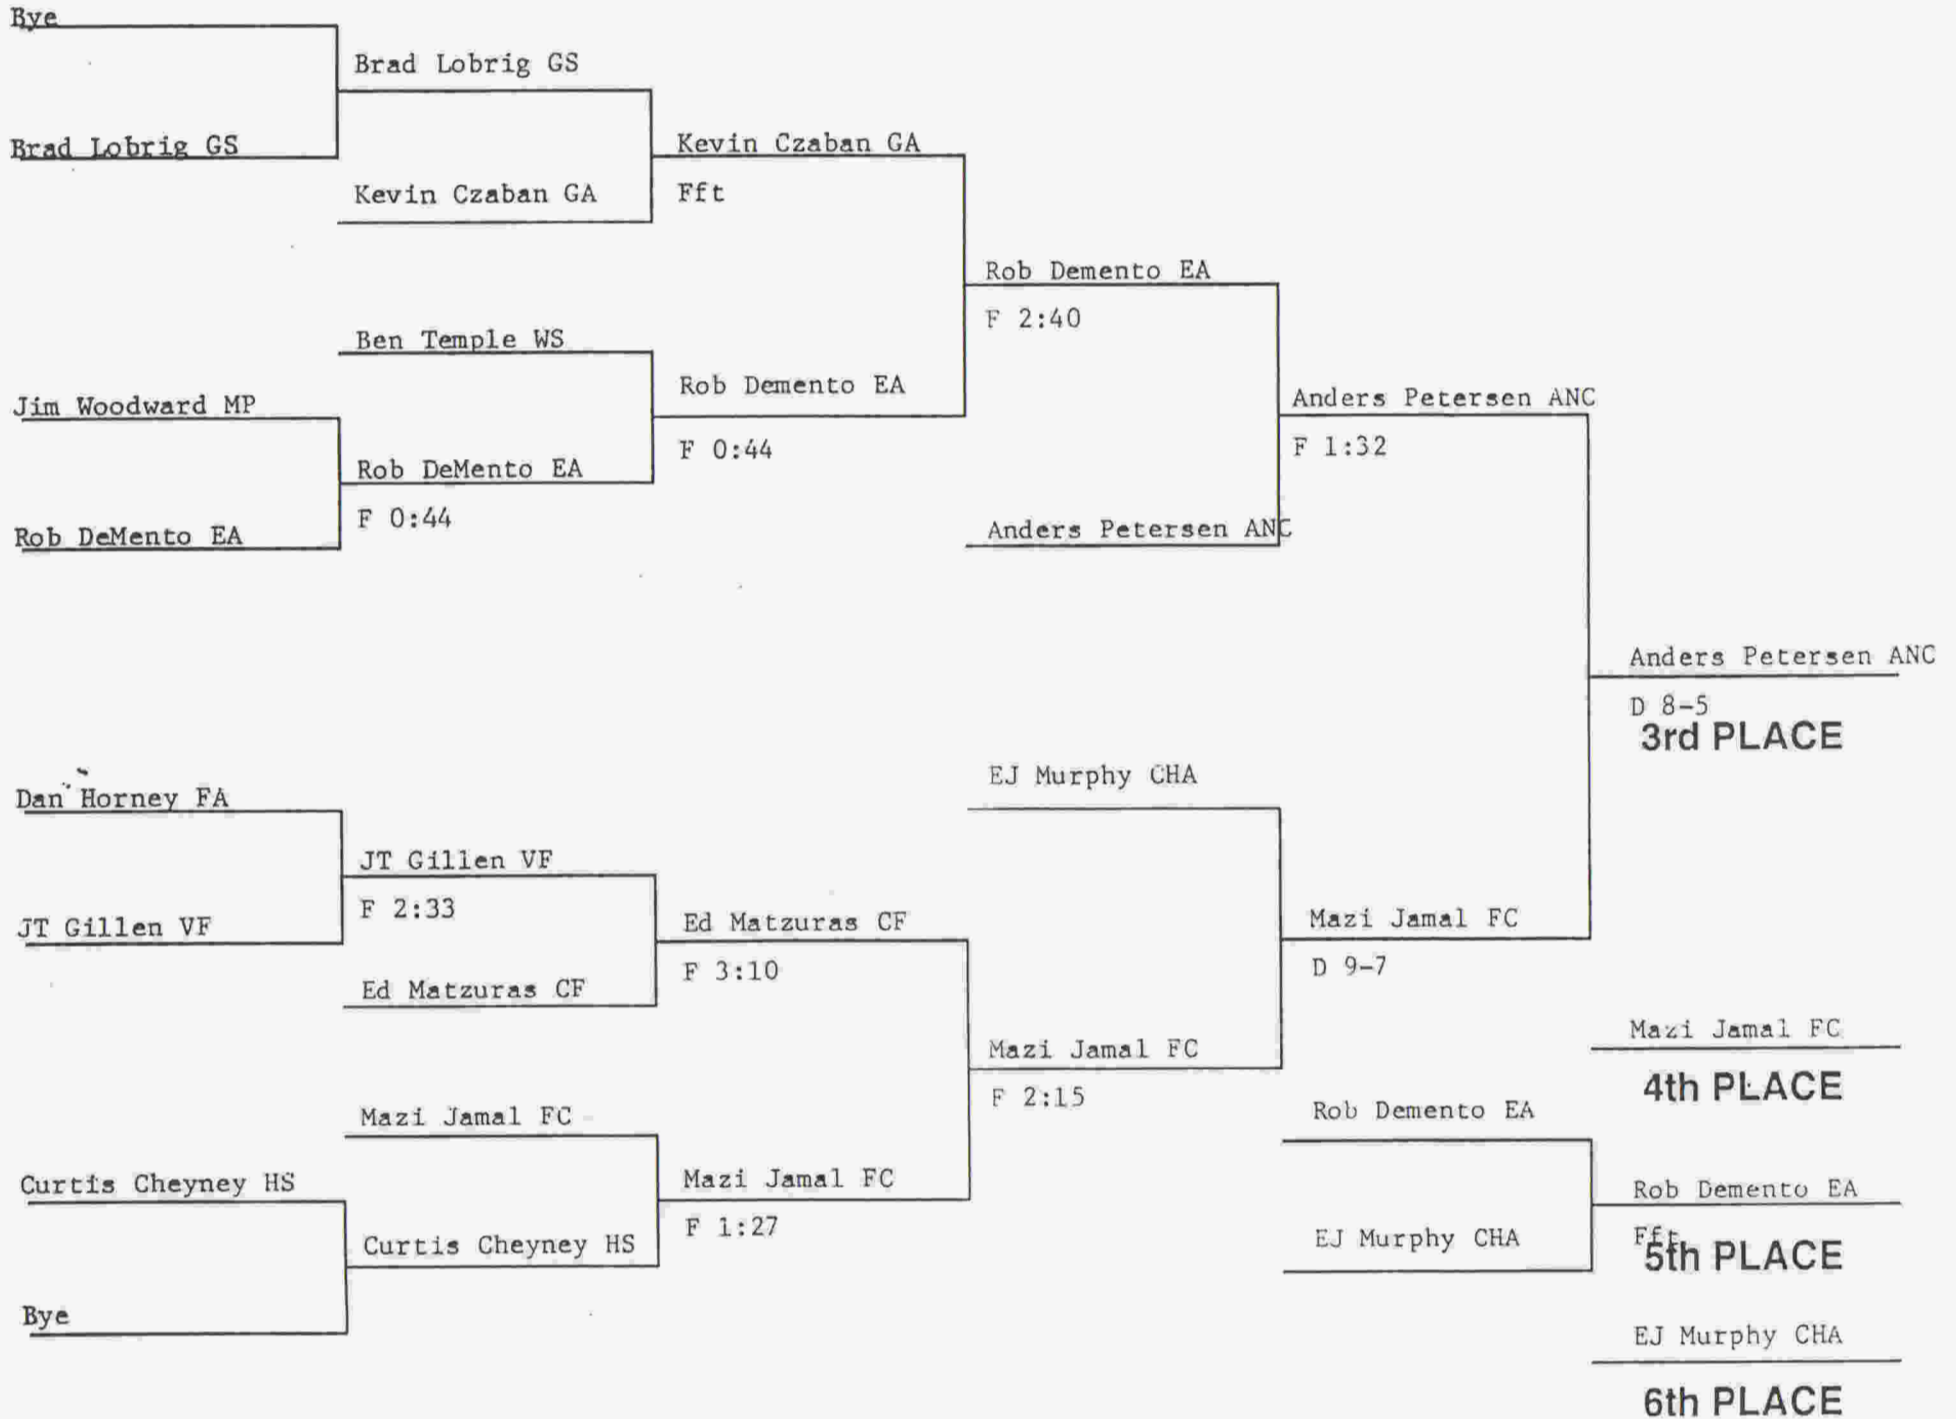 Bye
Brad Lobrig GS
Brad Lobrig GS
Kevin Czaban GA
Kevin Czaban GA
Fft
Rob Demento EA
F 2:40
Ben Temple WS
Rob Demento EA
Jim Woodward MP
Anders Petersen ANC
F 0:44
F 1:32
Rob DeMento EA
F 0:44
Rob DeMento EA
Anders Petersen ANC
Anders Petersen ANC
D 8-5
3rd PLACE
EJ Murphy CHA
Dan Horney FA
JT Gillen VF
F 2:33
JT Gillen VF
Ed Matzuras CF
Mazi Jamal FC
F 3:10
D 9-7
Ed Matzuras CF
Mazi Jamal FC
Mazi Jamal FC
4th PLACE
F 2:15
Mazi Jamal FC
Rob Demento EA
Curtis Cheyney HS
Mazi Jamal FC
Rob Demento EA
F 1:27
Curtis Cheyney HS
EJ Murphy CHA
Fft
5th PLACE
Bye
EJ Murphy CHA
6th PLACE